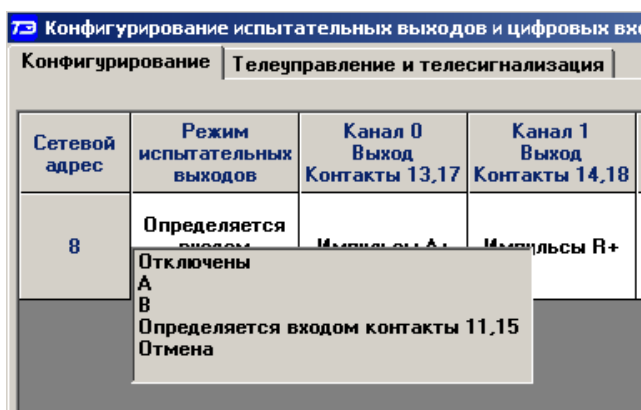 ТЭ Конфигурирование испытательных выходов и цифровых вх
Конфигурирование Телеуправление и телесигнализация
Сетевой адрес
Режим испытательных выходов
Канал 0 Выход Контакты 13,17
Канал 1 Выход Контакты 14,18
8
Определяется
Импульсы R+
Отключены
A
B
Определяется входом контакты 11,15
Отмена